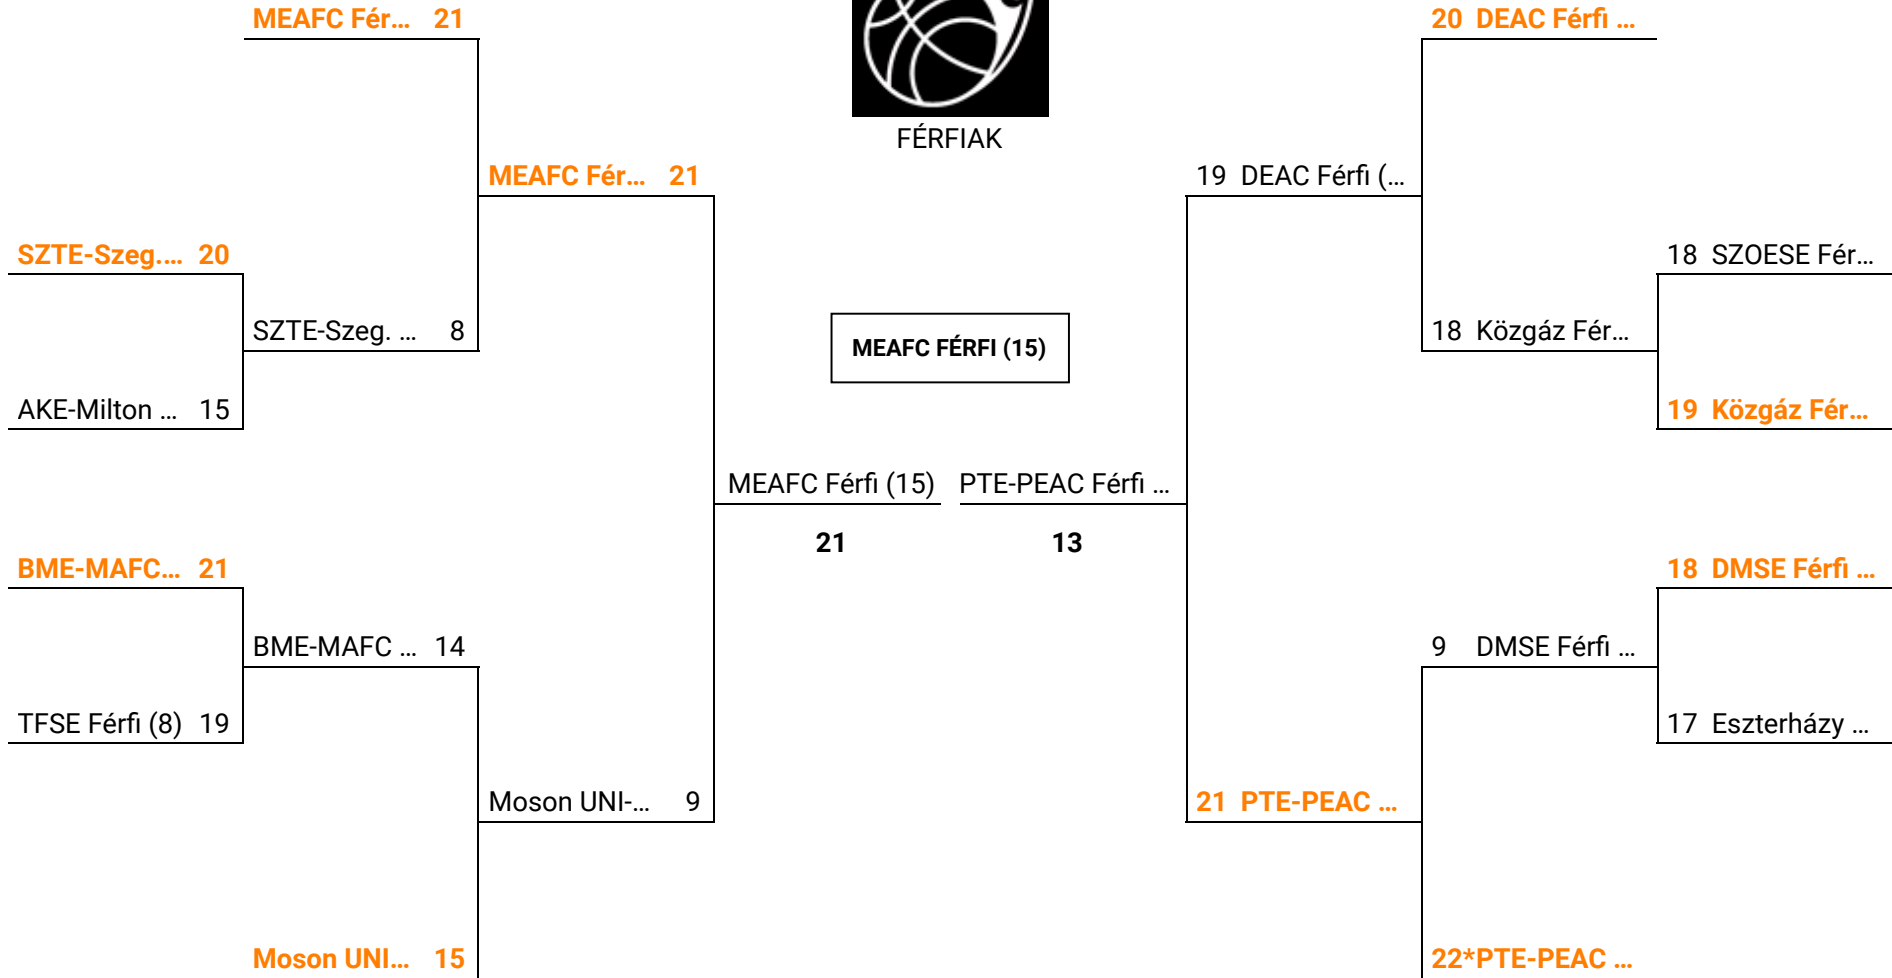 MEAFC Fér... 21
20 DEAC Férfi ...
FÉRFIAK
MEAFC Fér... 21
19 DEAC Férfi (...
SZTE-Szeg.... 20
18 SZOESE Fér...
SZTE-Szeg. ... 8
MEAFC FÉRFI (15)
18 Közgáz Fér...
AKE-Milton ... 15
19 Közgáz Fér...
MEAFC Férfi (15) PTE-PEAC Férfi ...
21 13
BME-MAFC... 21
18 DMSE Férfi ...
BME-MAFC ... 14
9 DMSE Férfi ...
TFSE Férfi (8) 19
17 Eszterházy ...
Moson UNI-... 9
21 PTE-PEAC ...
Moson UNI... 15
22*PTE-PEAC ...